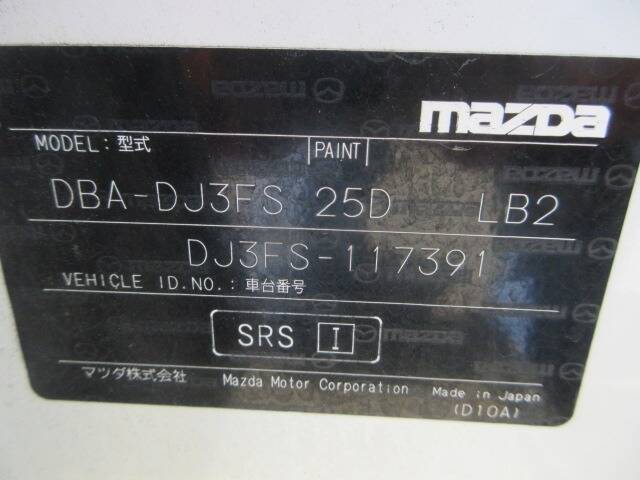 mazda
MODEL:型式 PAINT
DBA-DJ3FS 25D LB2
DJ3FS-117391
VEHICLE ID.NO.:車台番号
SRS I
マツダ株式会社 Mazda Motor Corporation Made in Japan
(D10A)